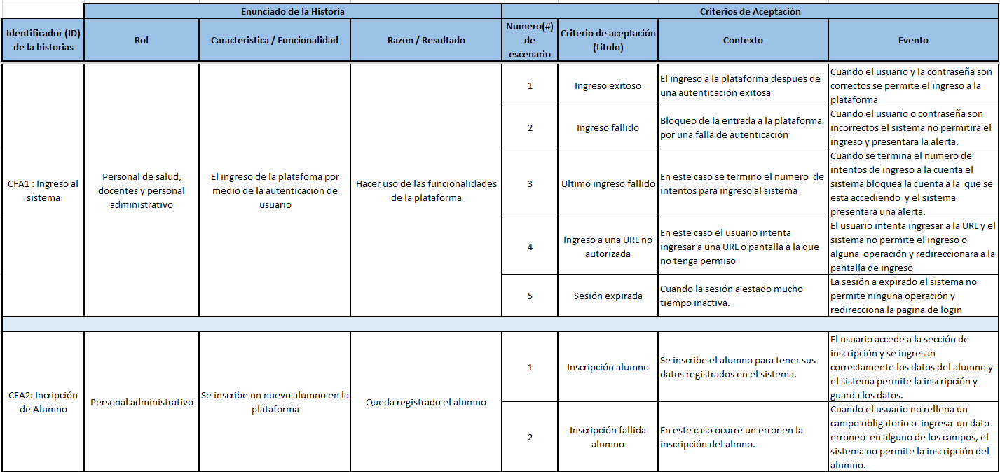 Enunciado de la Historia
Criterios de Aceptación
Identificador (ID)
de la historias
Rol
Caracteristica / Funcionalidad
Razon / Resultado
Numero(#)
de
escenario
Criterio de aceptación
(titulo)
Contexto
Evento
CFA1 : Ingreso al
sistema
Personal de salud,
docentes y personal
administrativo
El ingreso de la platafoma por
medio de la autenticación de
usuario
Hacer uso de las funcionalidades
de la plataforma
1
Ingreso exitoso
El ingreso a la plataforma despues de
una autenticación exitosa
Cuando el usuario y la contraseña son
correctos se permite el ingreso a la
plataforma
2
Ingreso fallido
Bloqueo de la entrada a la plataforma
por una falla de autenticación
Cuando el usuario o contraseña son
incorrectos el sistema no permitira el
ingreso y presentara la alerta.
3
Ultimo ingreso fallido
En este caso se termino el numero de
intentos para ingreso al sistema
Cuando se termina el numero de
intentos de ingreso a la cuenta el
sistema bloquea la cuenta a la que se
esta accediendo y el sistema
presentara una alerta.
4
Ingreso a una URL no
autorizada
En este caso el usuario intenta
ingresar a una URL o pantalla a la que
no tenga permiso
El usuario intenta ingresar a la URL y el
sistema no permite el ingreso o
alguna operación y redireccionara a la
pantalla de ingreso
5
Sesión expirada
Cuando la sesión a estado mucho
tiempo inactiva.
La sesión a expirado el sistema no
permite ninguna operación y
redirecciona la pagina de login
CFA2: Incripción
de Alumno
Personal administrativo
Se inscribe un nuevo alumno en la
plataforma
Queda registrado el alumno
1
Inscripción alumno
Se inscribe el alumno para tener sus
datos registrados en el sistema.
El usuario accede a la sección de
inscripción y se ingresan
correctamente los datos del alumno y
el sistema permite la inscripción y
guarda los datos.
2
Inscripción fallida
alumno
En este caso ocurre un error en la
inscripción del almno.
Cuando el usuario no rellena un
campo obligatorio o ingresa un dato
erroneo en alguno de los campos, el
sistema no permite la inscripción del
alumno.